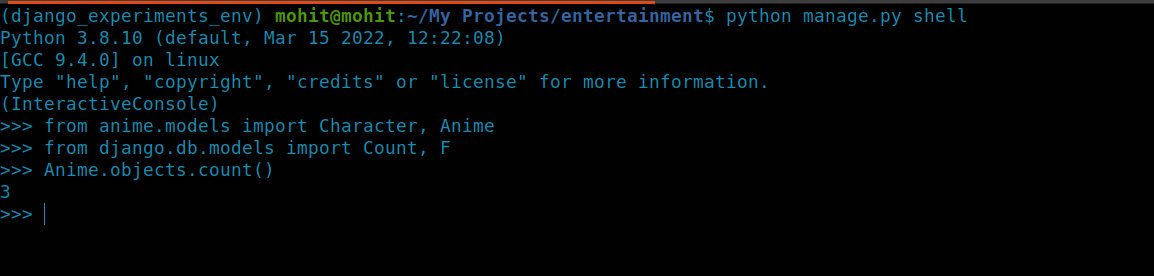 (django_experiments_env) mohit@mohit:~/My Projects/entertainment$ python manage.py shell
Python 3.8.10 (default, Mar 15 2022, 12:22:08)
[GCC 9.4.0] on linux
Type "help", "copyright", "credits" or "license" for more information.
(InteractiveConsole)
>>> from anime.models import Character, Anime
>>> from django.db.models import Count, F
>>> Anime.objects.count()
3
>>>